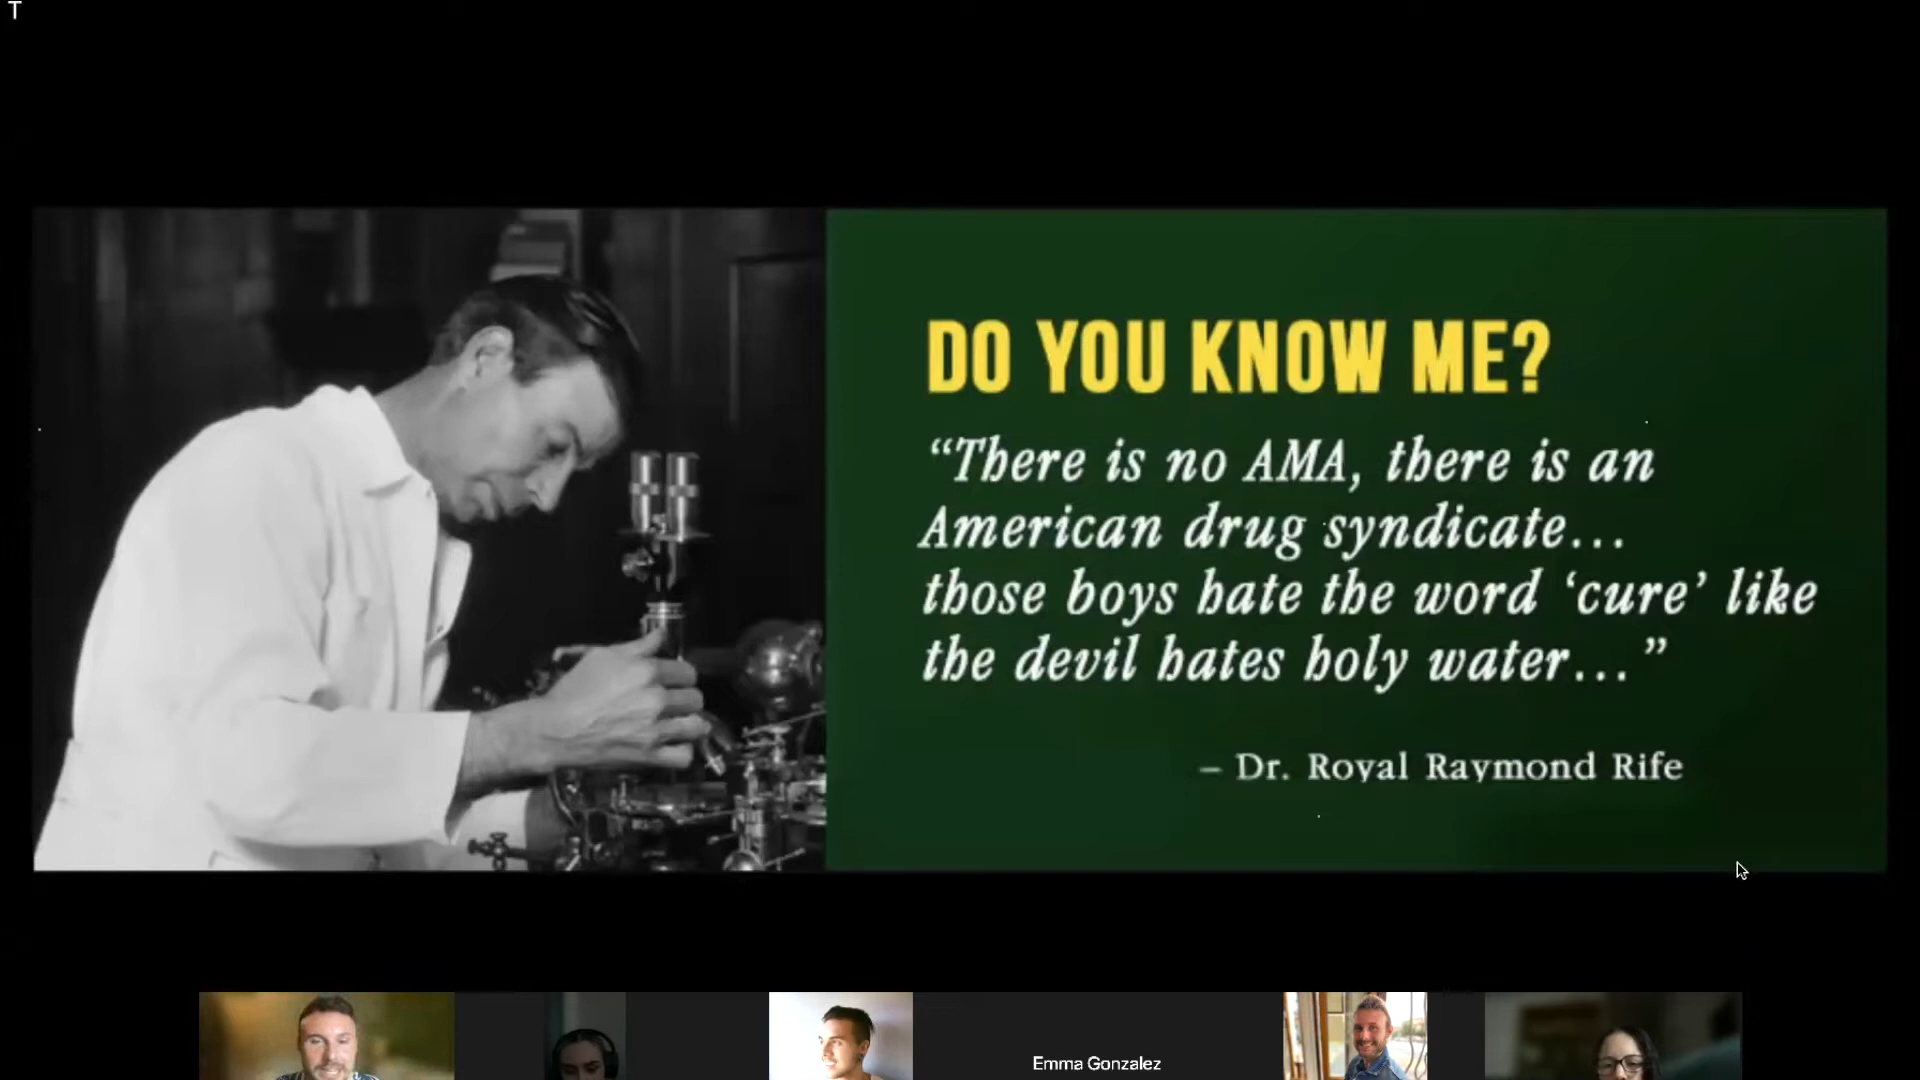 T
DO YOU KNOW ME?
“There is no AMA, there is an
American drug syndicate...
those boys hate the word ‘cure’ like
the devil hates holy water...”
– Dr. Royal Raymond Rife
Emma Gonzalez